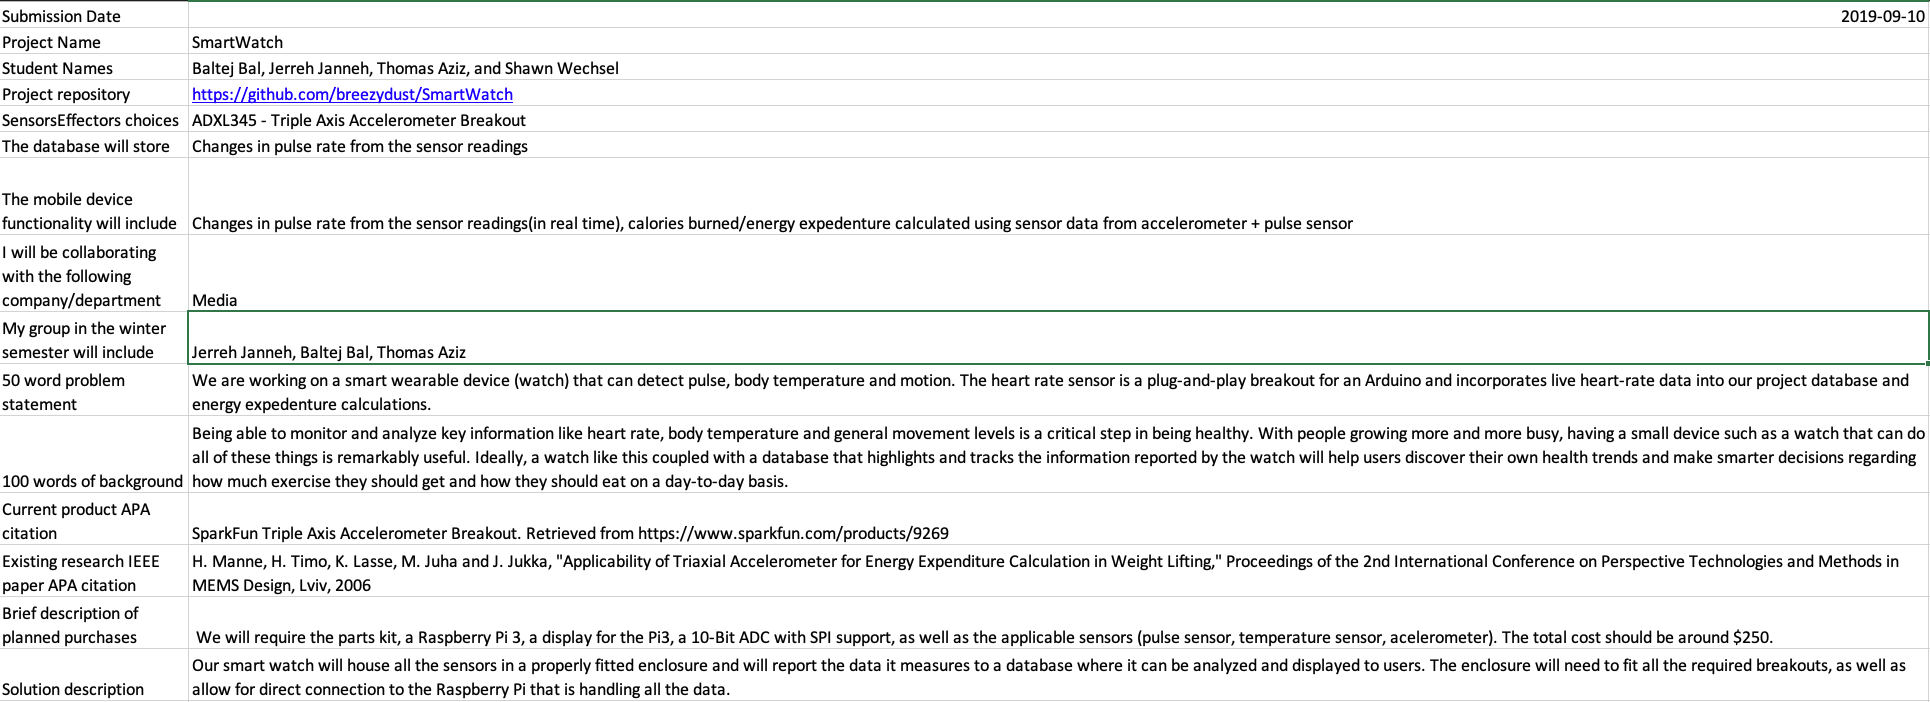 Submission Date 2019-09-10
Project Name SmartWatch
Student Names Baltej Bal, Jerreh Janneh, Thomas Aziz, and Shawn Wechsel
Project repository https://github.com/breezydust/SmartWatch
SensorsEffectors choices ADXL345 - Triple Axis Accelerometer Breakout
The database will store Changes in pulse rate from the sensor readings
The mobile device
functionality will include Changes in pulse rate from the sensor readings(in real time), calories burned/energy expedenture calculated using sensor data from accelerometer + pulse sensor
I will be collaborating
with the following
company/department Media
My group in the winter
semester will include Jerreh Janneh, Baltej Bal, Thomas Aziz
50 word problem
statement
We are working on a smart wearable device (watch) that can detect pulse, body temperature and motion. The heart rate sensor is a plug-and-play breakout for an Arduino and incorporates live heart-rate data into our project database and
energy expedenture calculations.
100 words of background
Being able to monitor and analyze key information like heart rate, body temperature and general movement levels is a critical step in being healthy. With people growing more and more busy, having a small device such as a watch that can do
all of these things is remarkably useful. Ideally, a watch like this coupled with a database that highlights and tracks the information reported by the watch will help users discover their own health trends and make smarter decisions regarding
how much exercise they should get and how they should eat on a day-to-day basis.
Current product APA
citation SparkFun Triple Axis Accelerometer Breakout. Retrieved from https://www.sparkfun.com/products/9269
Existing research IEEE
paper APA citation
H. Manne, H. Timo, K. Lasse, M. Juha and J. Jukka, "Applicability of Triaxial Accelerometer for Energy Expenditure Calculation in Weight Lifting," Proceedings of the 2nd International Conference on Perspective Technologies and Methods in
MEMS Design, Lviv, 2006
Brief description of
planned purchases We will require the parts kit, a Raspberry Pi 3, a display for the Pi3, a 10-Bit ADC with SPI support, as well as the applicable sensors (pulse sensor, temperature sensor, acelerometer). The total cost should be around $250.
Solution description
Our smart watch will house all the sensors in a properly fitted enclosure and will report the data it measures to a database where it can be analyzed and displayed to users. The enclosure will need to fit all the required breakouts, as well as
allow for direct connection to the Raspberry Pi that is handling all the data.